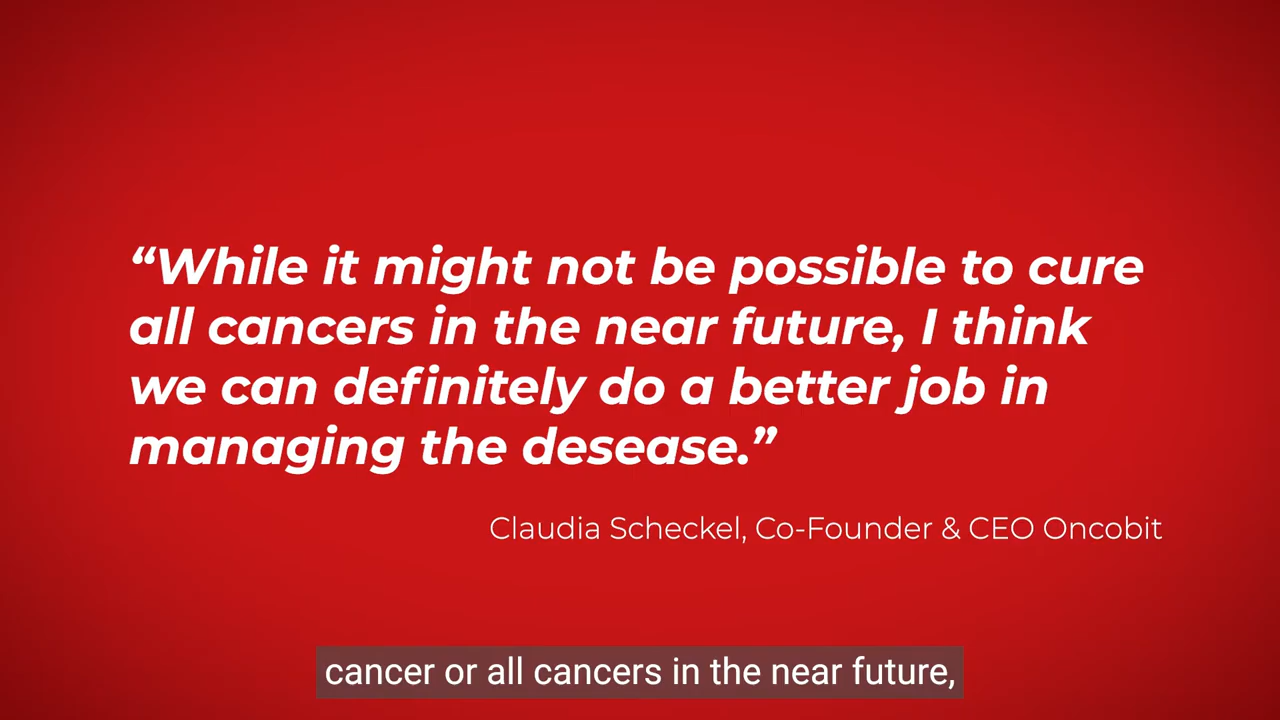 “While it might not be possible to cure
all cancers in the near future, I think
we can definitely do a better job in
managing the desease.”
Claudia Scheckel, Co-Founder & CEO Oncobit
cancer or all cancers in the near future,